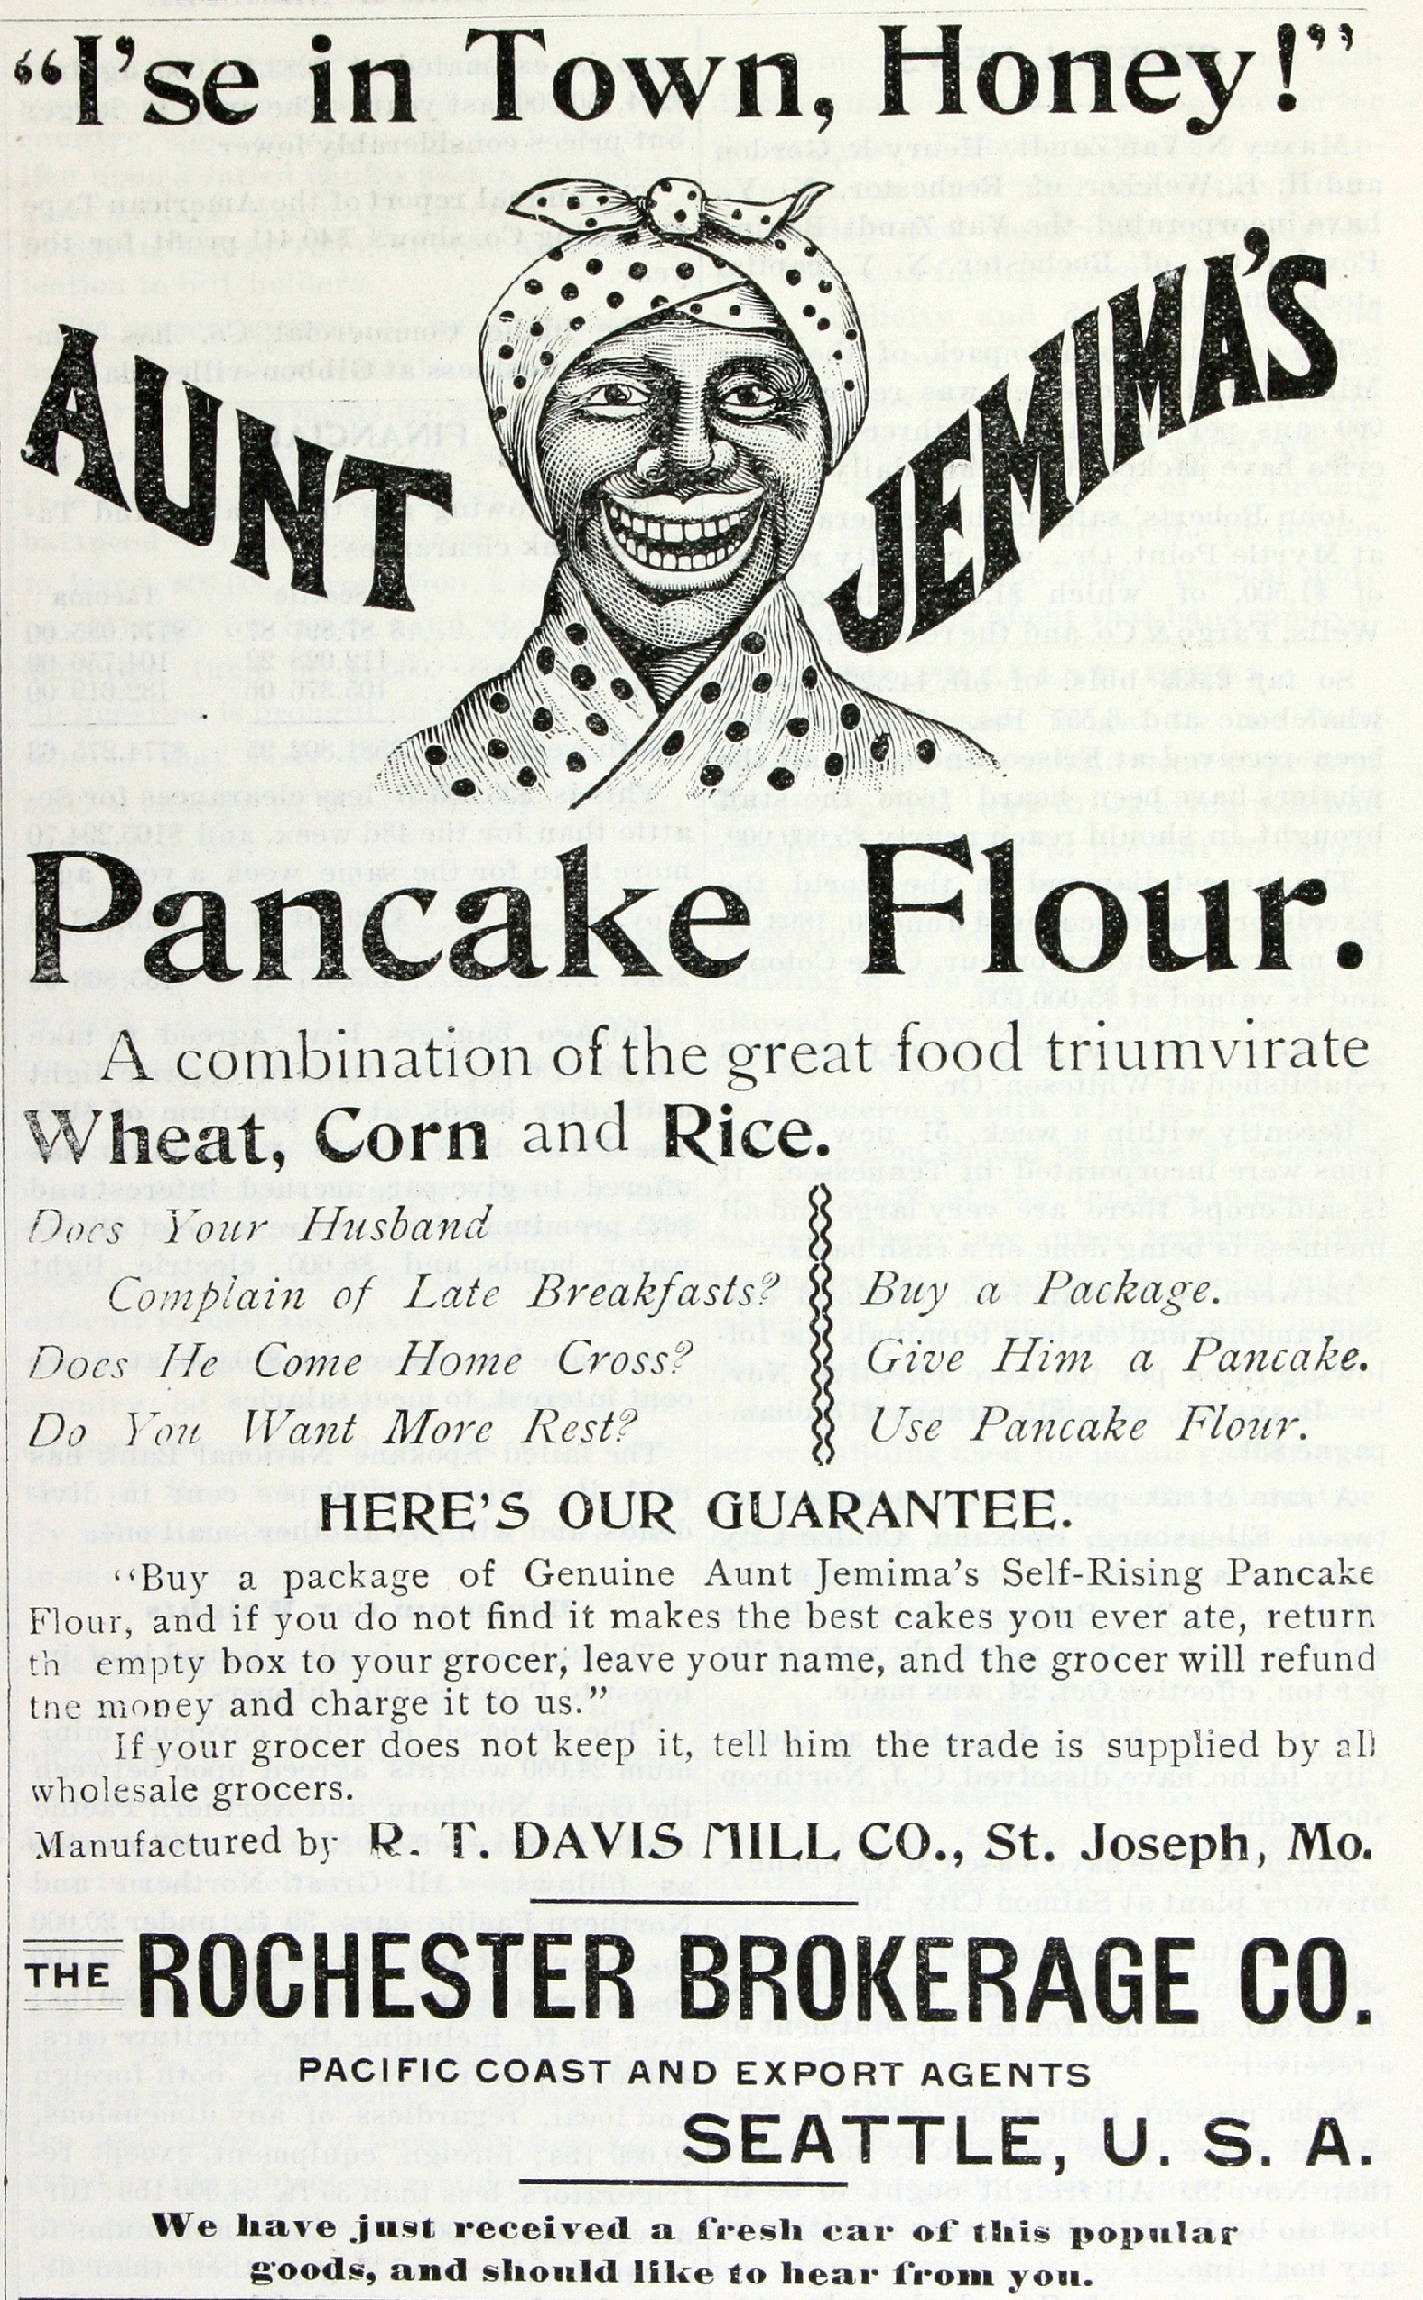 "I'se in Town, Honey!"
AUNT JEMIMA'S
Pancake Flour.
A combination of the great food triumvirate
Wheat, Corn and Rice.
Does Your Husband
Complain of Late Breakfasts?
Does He Come Home Cross?
Do You Want More Rest?
Buy a Package.
Give Him a Pancake.
Use Pancake Flour.
HERE'S OUR GUARANTEE.
"Buy a package of Genuine Aunt Jemima's Self-Rising Pancake
Flour, and if you do not find it makes the best cakes you ever ate, return
th empty box to your grocer, leave your name, and the grocer will refund
the money and charge it to us."
If your grocer does not keep it, tell him the trade is supplied by all
wholesale grocers.
Manufactured by R. T. DAVIS MILL CO., St. Joseph, Mo.
THE ROCHESTER BROKERAGE CO.
PACIFIC COAST AND EXPORT AGENTS
SEATTLE, U. S. A.
We have just received a fresh car of this popular
goods, and should like to hear from you.